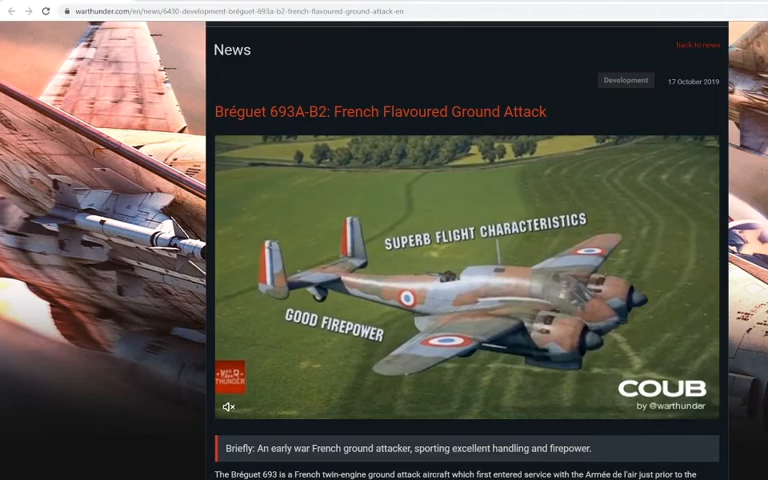 warthunder.com/en/news/6430-development-bréguet-693a-b2-french-flavoured-ground-attack-en
News
back to news
Development
17 October 2019
Bréguet 693A-B2: French Flavoured Ground Attack
SUPERB FLIGHT CHARACTERISTICS
GOOD FIREPOWER
WAR
THUNDER
COUB
by @warthunder
Briefly: An early war French ground attacker, sporting excellent handling and firepower.
The Bréguet 693 is a French twin-engine ground attack aircraft which first entered service with the Armée de l'air just prior to the